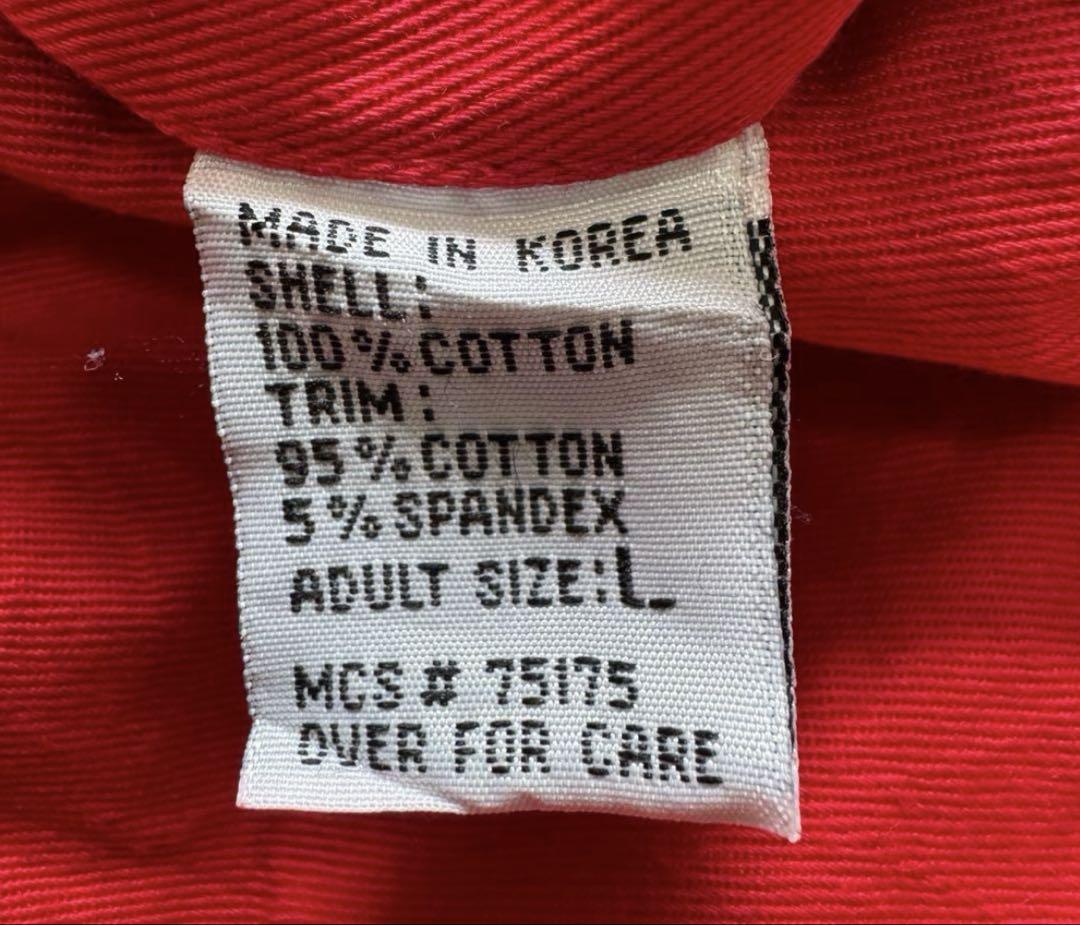 MADE IN KOREA
SHELL:
100% COTTON
TRIM:
95% COTTON
5% SPANDEX
ADULT SIZE: L
MCS # 75175
OVER FOR CARE